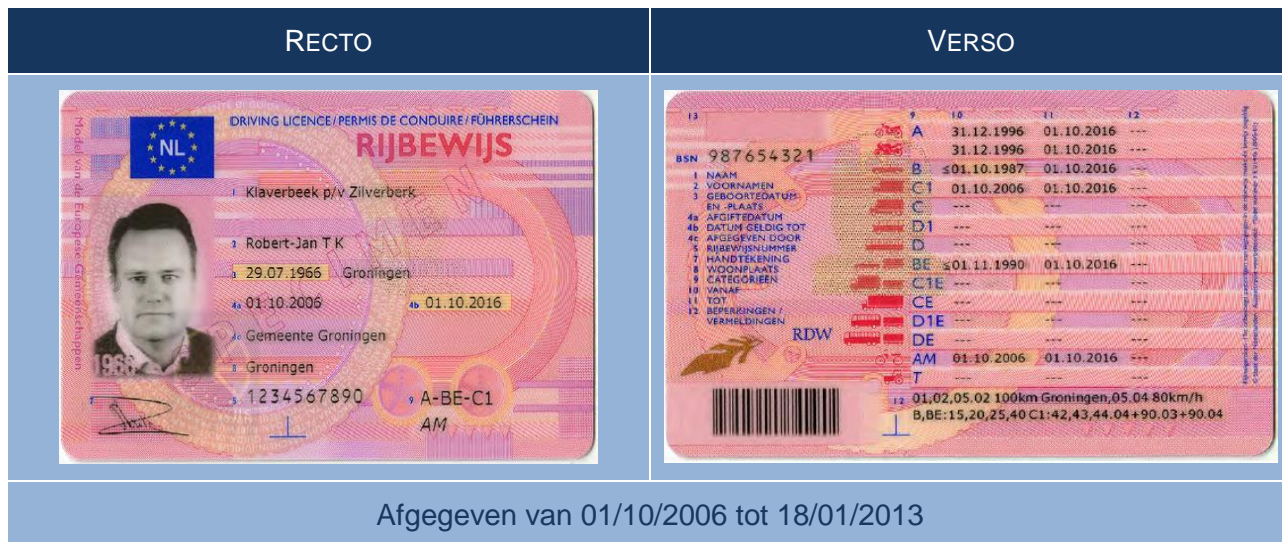 RECTO
VERSO
NL
DRIVING LICENCE/PERMIS DE CONDUIRE/FÜHRERSCHEIN
RIJBEWIJS
Model van de Europese Gemeenschappen
1 Klaverbeek p/v Zilverberk
2 Robert-Jan T K
3 29.07.1966 Groningen
4a 01.10.2006 4b 01.10.2016
4c Gemeente Groningen
8 Groningen
5 1234567890 9 A-BE-C1
AM
7
1966
13
BSN 987654321
1 NAAM
2 VOORNAMEN
3 GEBOORTEDATUM
EN -PLAATS
4a AFGIFTEDATUM
4b DATUM GELDIG TOT
4c AFGEGEVEN DOOR
5 RIJBEWIJSNUMMER
7 HANDTEKENING
8 WOONPLAATS
9 CATEGORIEËN
10 VANAF
11 TOT
12 BEPERKINGEN /
VERMELDINGEN
RDW
9 10 11 12
A 31.12.1996 01.10.2016 ---
31.12.1996 01.10.2016 ---
B ≤01.10.1987 01.10.2016 ---
C1 01.10.2006 01.10.2016 ---
C --- --- ---
D1 --- --- ---
D --- --- ---
BE ≤01.11.1990 01.10.2016 ---
C1E --- --- ---
CE --- --- ---
D1E --- --- ---
DE --- --- ---
AM 01.10.2006 01.10.2016 ---
T --- --- ---
12 01,02,05.02 100km Groningen,05.04 80km/h
B,BE:15,20,25,40 C1:42,43,44.04+90.03+90.04
Afgegeven van 01/10/2006 tot 18/01/2013